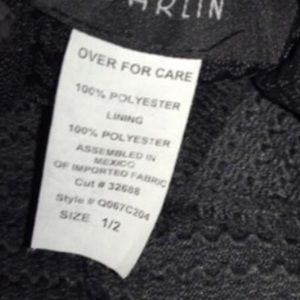 ARLIN
OVER FOR CARE
100% POLYESTER
LINING
100% POLYESTER
ASSEMBLED IN
MEXICO
OF IMPORTED FABRIC
Cut # 32688
Style # Q067C204
SIZE 1/2